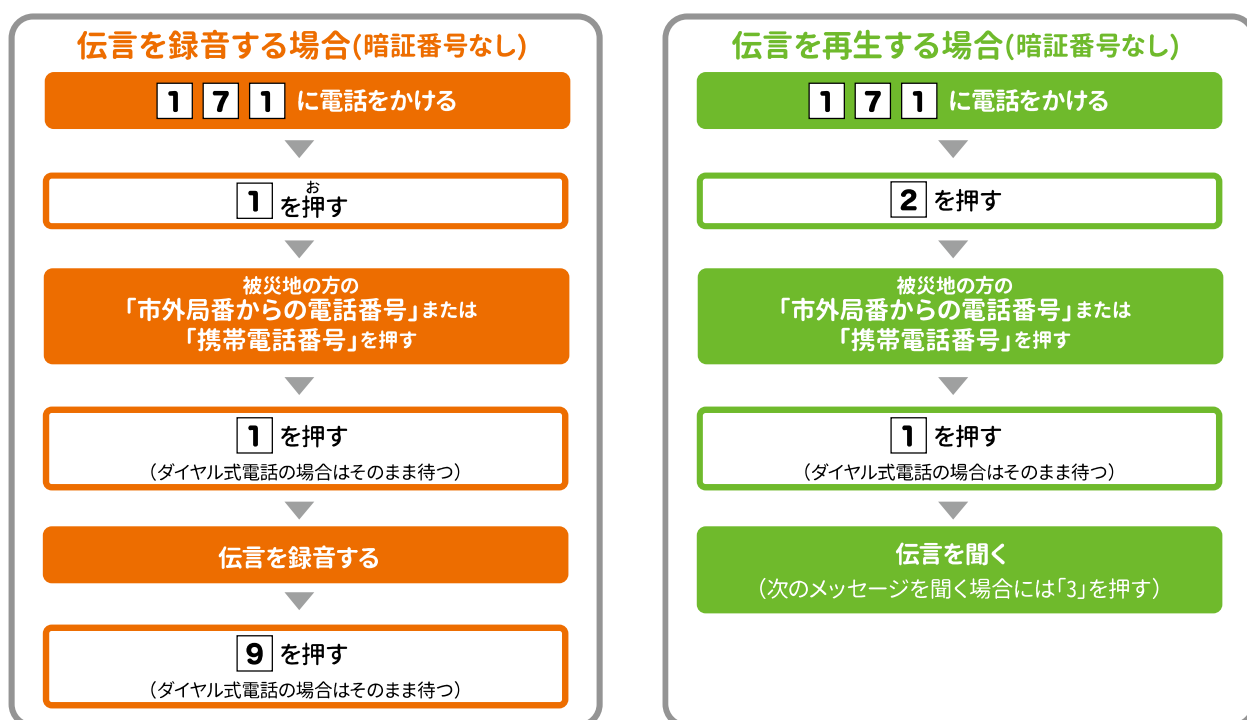 伝言を録音する場合(暗証番号なし)
1 7 1 に電話をかける
お
1 を押す
被災地の方の
「市外局番からの電話番号」または
「携帯電話番号」を押す
1 を押す
（ダイヤル式電話の場合はそのまま待つ）
伝言を録音する
9 を押す
（ダイヤル式電話の場合はそのまま待つ）
伝言を再生する場合(暗証番号なし)
1 7 1 に電話をかける
2 を押す
被災地の方の
「市外局番からの電話番号」または
「携帯電話番号」を押す
1 を押す
（ダイヤル式電話の場合はそのまま待つ）
伝言を聞く
（次のメッセージを聞く場合には「3」を押す）